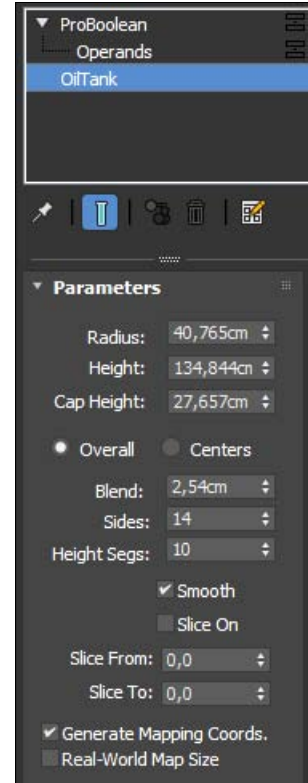 ProBoolean
Operands
OilTank
Parameters
Radius: 40,765cm
Height: 134,844cn
Cap Height: 27,657cm
Overall Centers
Blend: 2,54cm
Sides: 14
Height Segs: 10
Smooth
Slice On
Slice From: 0,0
Slice To: 0,0
Generate Mapping Coords.
Real-World Map Size